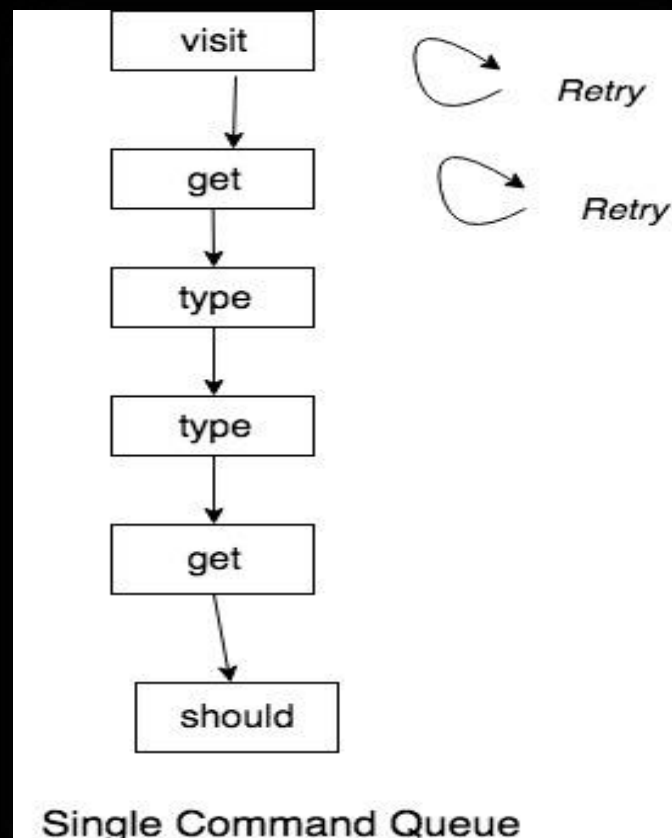 visit
Retry
get
Retry
type
type
get
should
Single Command Queue